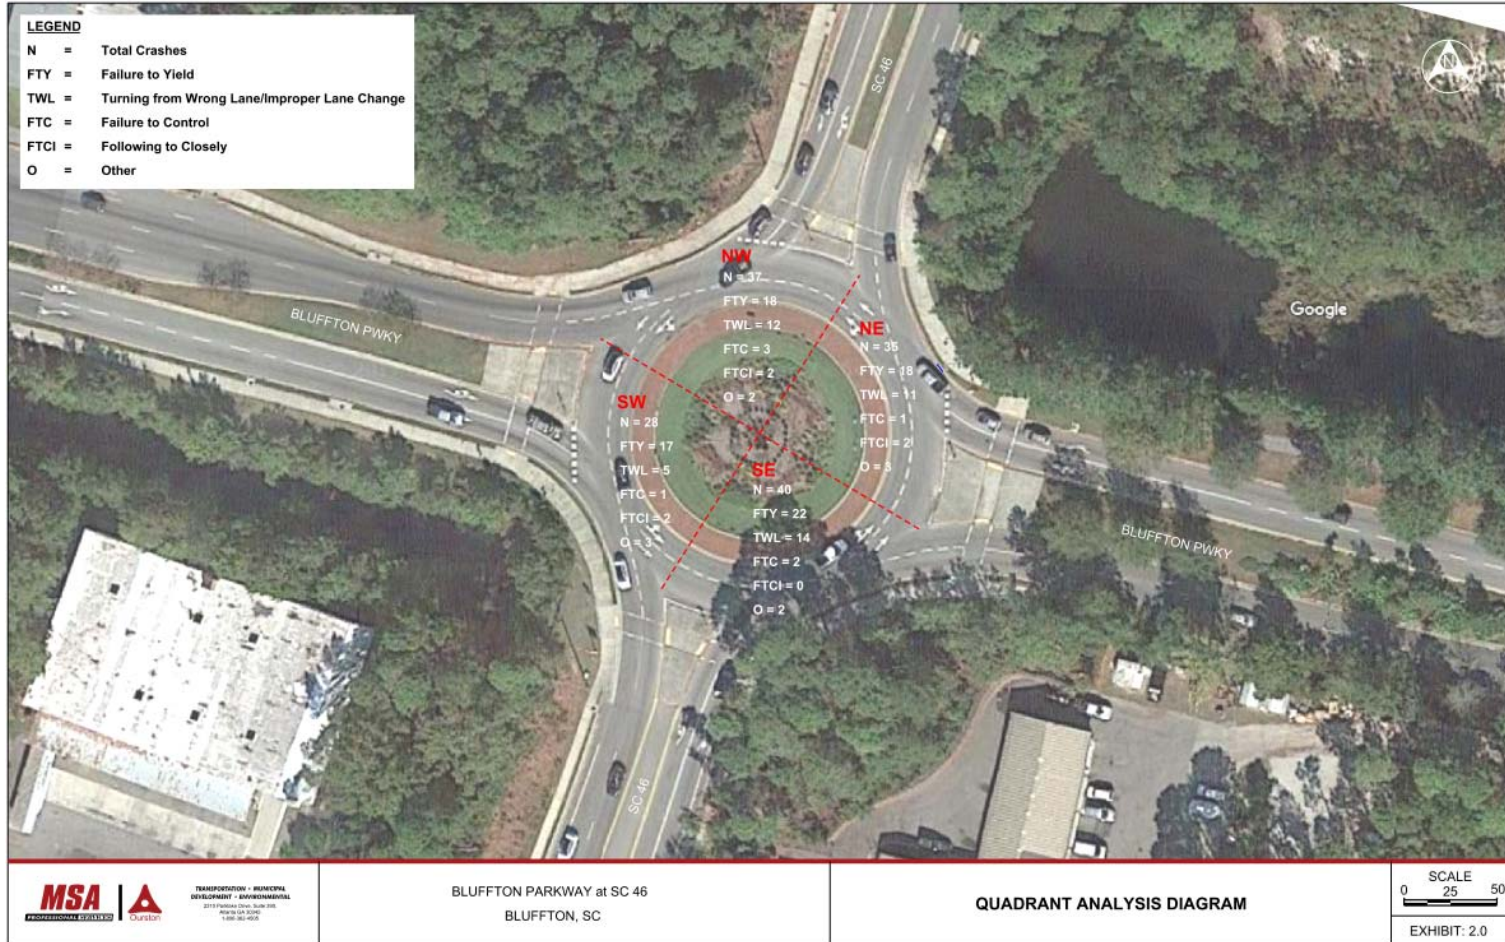 LEGEND
N = Total Crashes
FTY = Failure to Yield
TWL = Turning from Wrong Lane/Improper Lane Change
FTC = Failure to Control
FTCI = Following to Closely
O = Other
SC 46
N
Google
BLUFFTON PWKY
NW
N = 37
FTY = 18
TWL = 12
FTC = 3
FTCI = 2
O = 2
NE
N = 35
FTY = 18
TWL = 11
FTC = 1
FTCI = 2
O = 3
SW
N = 28
FTY = 17
TWL = 5
FTC = 1
FTCI = 2
O = 3
SE
N = 40
FTY = 22
TWL = 14
FTC = 2
FTCI = 0
O = 2
BLUFFTON PWKY
SC 46
MSA
PROFESSIONAL SERVICES
Ourston
TRANSPORTATION • MUNICIPAL
DEVELOPMENT • ENVIRONMENTAL
BLUFFTON PARKWAY at SC 46
BLUFFTON, SC
QUADRANT ANALYSIS DIAGRAM
SCALE
0 25 50
EXHIBIT: 2.0